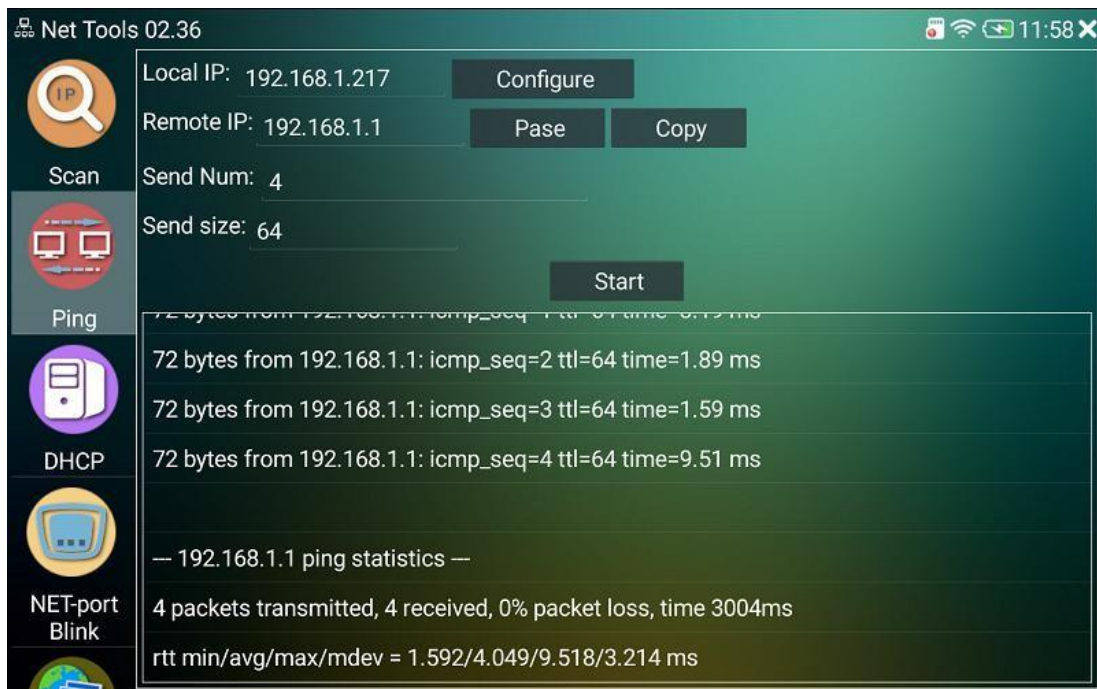 Net Tools 02.36
11:58
Local IP: 192.168.1.217 Configure
Remote IP: 192.168.1.1 Pase Copy
Send Num: 4
Send size: 64
Start
IP
Scan
Ping
DHCP
NET-port
Blink
72 bytes from 192.168.1.1: icmp_seq=2 ttl=64 time=1.89 ms
72 bytes from 192.168.1.1: icmp_seq=3 ttl=64 time=1.59 ms
72 bytes from 192.168.1.1: icmp_seq=4 ttl=64 time=9.51 ms
--- 192.168.1.1 ping statistics ---
4 packets transmitted, 4 received, 0% packet loss, time 3004ms
rtt min/avg/max/mdev = 1.592/4.049/9.518/3.214 ms